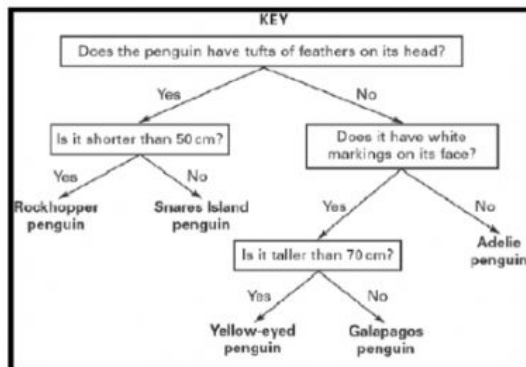 KEY
Does the penguin have tufts of feathers on its head?
Yes
No
Is it shorter than 50 cm?
Does it have white
markings on its face?
Yes
No
Rockhopper
penguin
Snares Island
penguin
Yes
No
Is it taller than 70 cm?
Adelie
penguin
Yes
No
Yellow-eyed
penguin
Galapagos
penguin